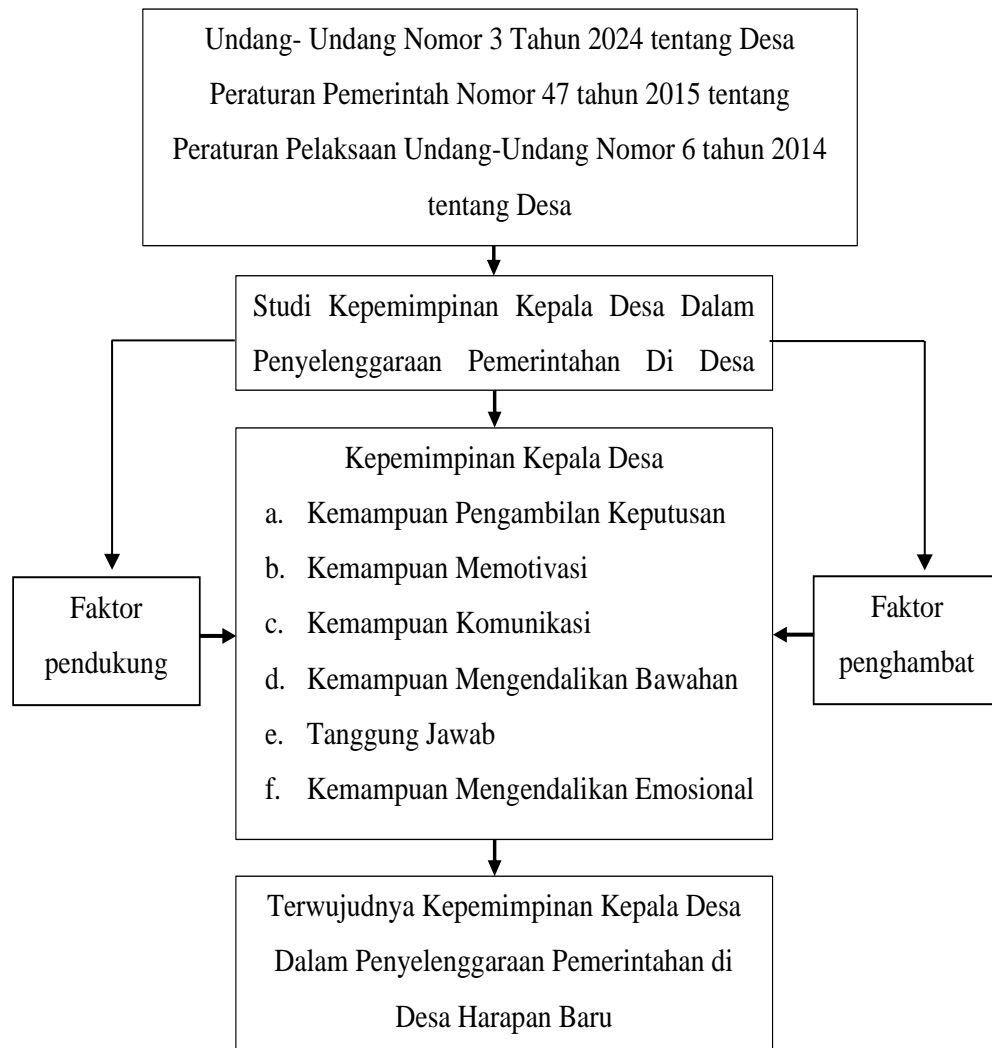 Undang- Undang Nomor 3 Tahun 2024 tentang Desa
Peraturan Pemerintah Nomor 47 tahun 2015 tentang
Peraturan Pelaksaan Undang-Undang Nomor 6 tahun 2014
tentang Desa
Studi Kepemimpinan Kepala Desa Dalam
Penyelenggaraan Pemerintahan Di Desa
Kepemimpinan Kepala Desa
a. Kemampuan Pengambilan Keputusan
b. Kemampuan Memotivasi
c. Kemampuan Komunikasi
d. Kemampuan Mengendalikan Bawahan
e. Tanggung Jawab
f. Kemampuan Mengendalikan Emosional
Faktor
pendukung
Faktor
penghambat
Terwujudnya Kepemimpinan Kepala Desa
Dalam Penyelenggaraan Pemerintahan di
Desa Harapan Baru